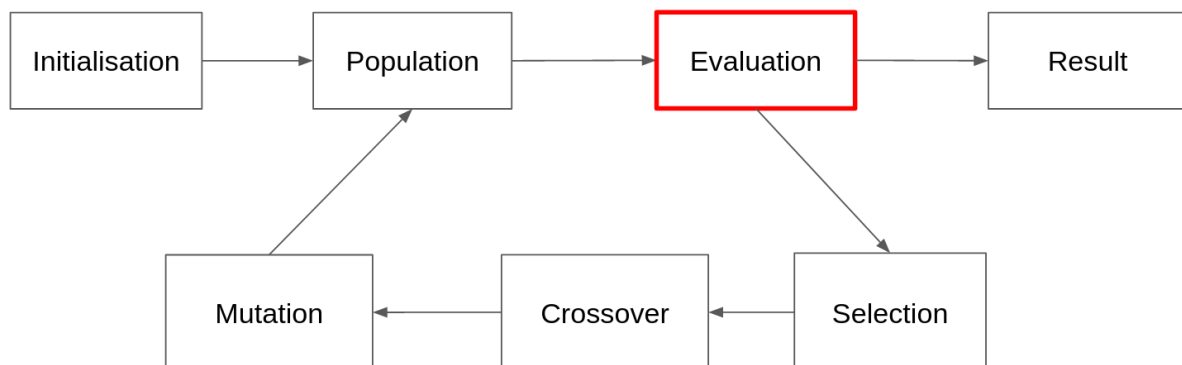 Initialisation
Population
Evaluation
Result
Mutation
Crossover
Selection